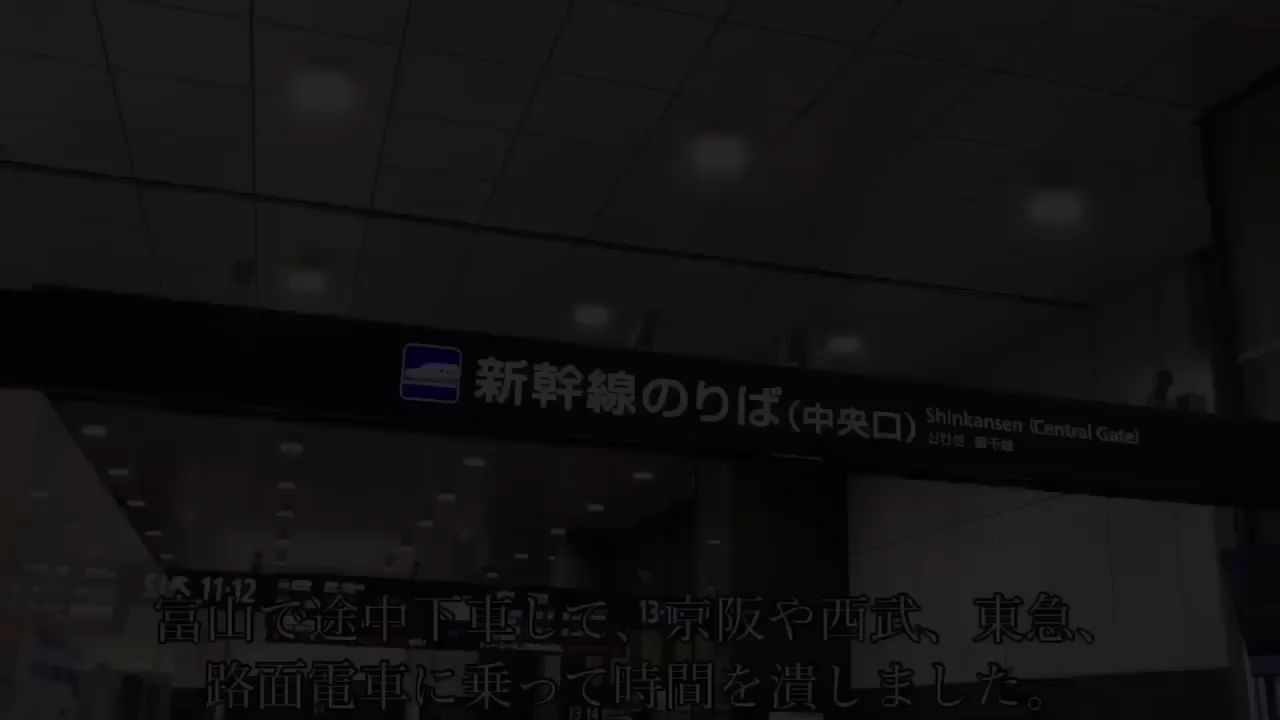 新幹線のりば(中央口)
Shinkansen (Central Gate)
신칸센 新干线
11·12
富山で途中下車して、京阪や西武、東急、
路面電車に乗って時間を潰しました。
13·14